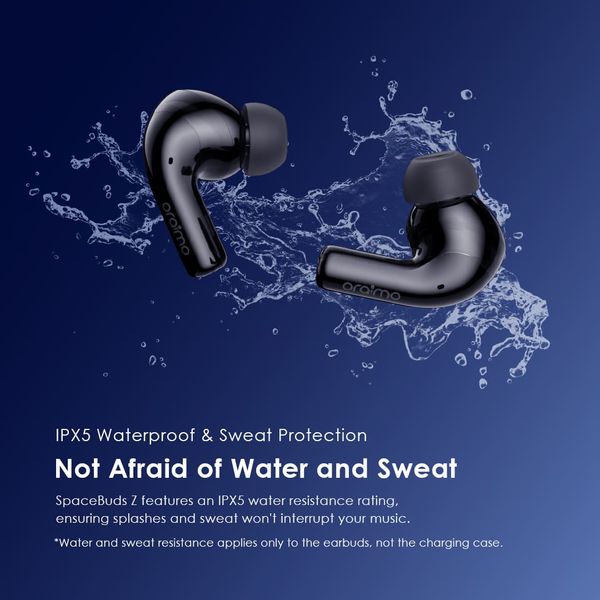 oraimo
oraimo
IPX5 Waterproof & Sweat Protection
Not Afraid of Water and Sweat
SpaceBuds Z features an IPX5 water resistance rating,
ensuring splashes and sweat won't interrupt your music.
*Water and sweat resistance applies only to the earbuds, not the charging case.